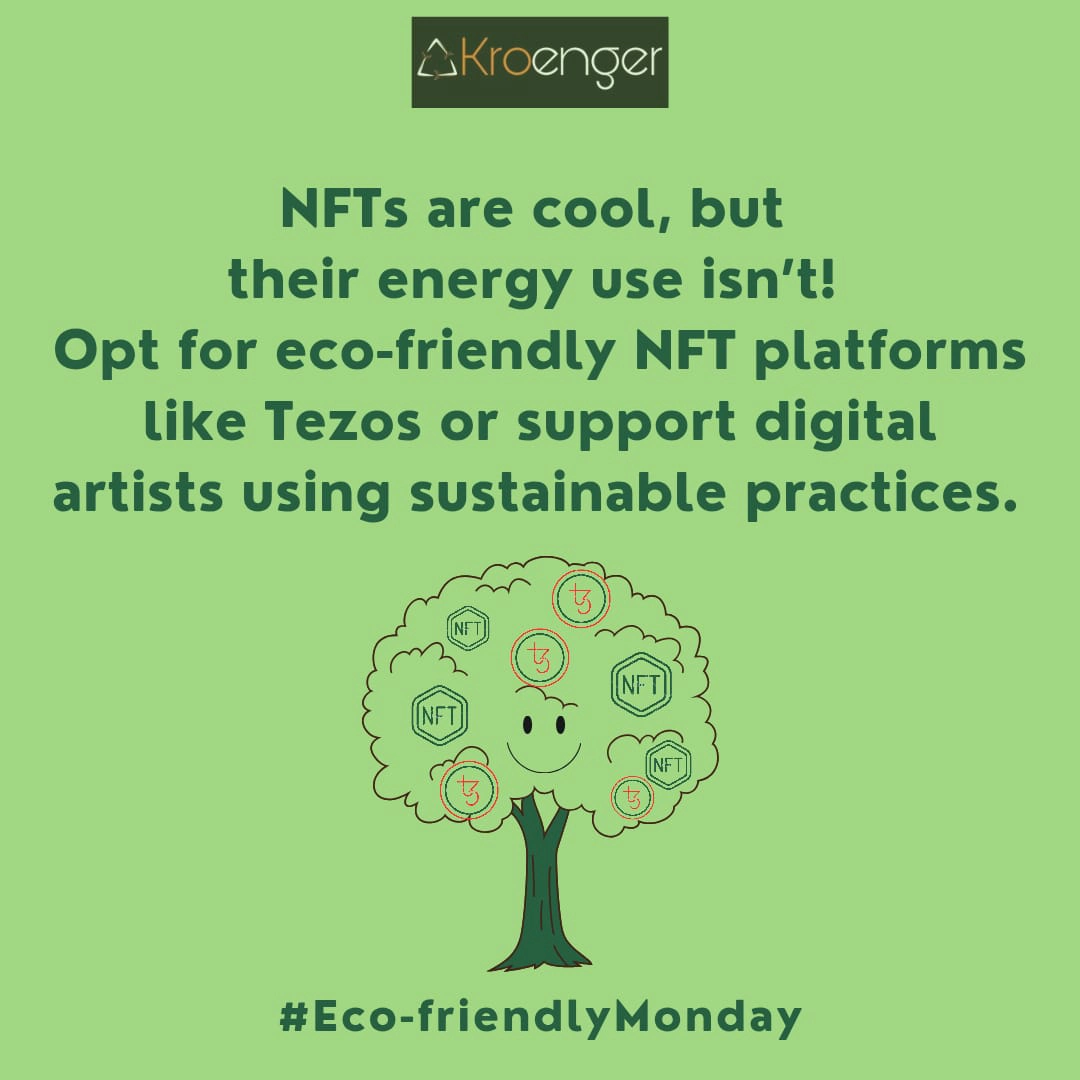 Kroenger
NFTs are cool, but
their energy use isn’t!
Opt for eco-friendly NFT platforms
like Tezos or support digital
artists using sustainable practices.
NFT
NFT
NFT
NFT
#Eco-friendlyMonday